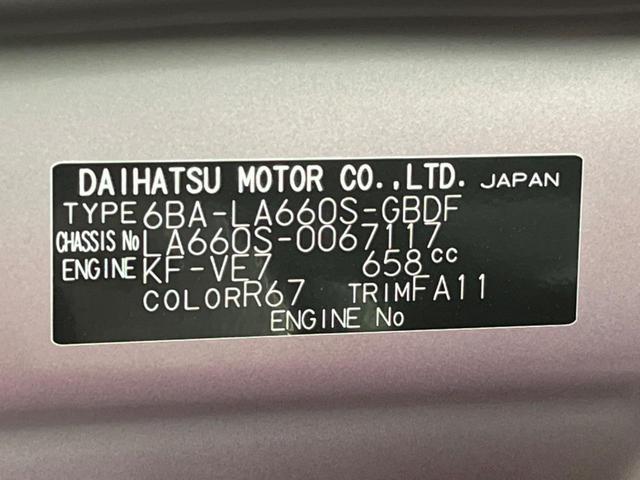 DAIHATSU MOTOR CO.,LTD. JAPAN
TYPE 6BA-LA660S-GBDF
CHASSIS No LA660S-0067117
ENGINE KF-VE7 658cc
COLOR R67 TRIM FA11
ENGINE No